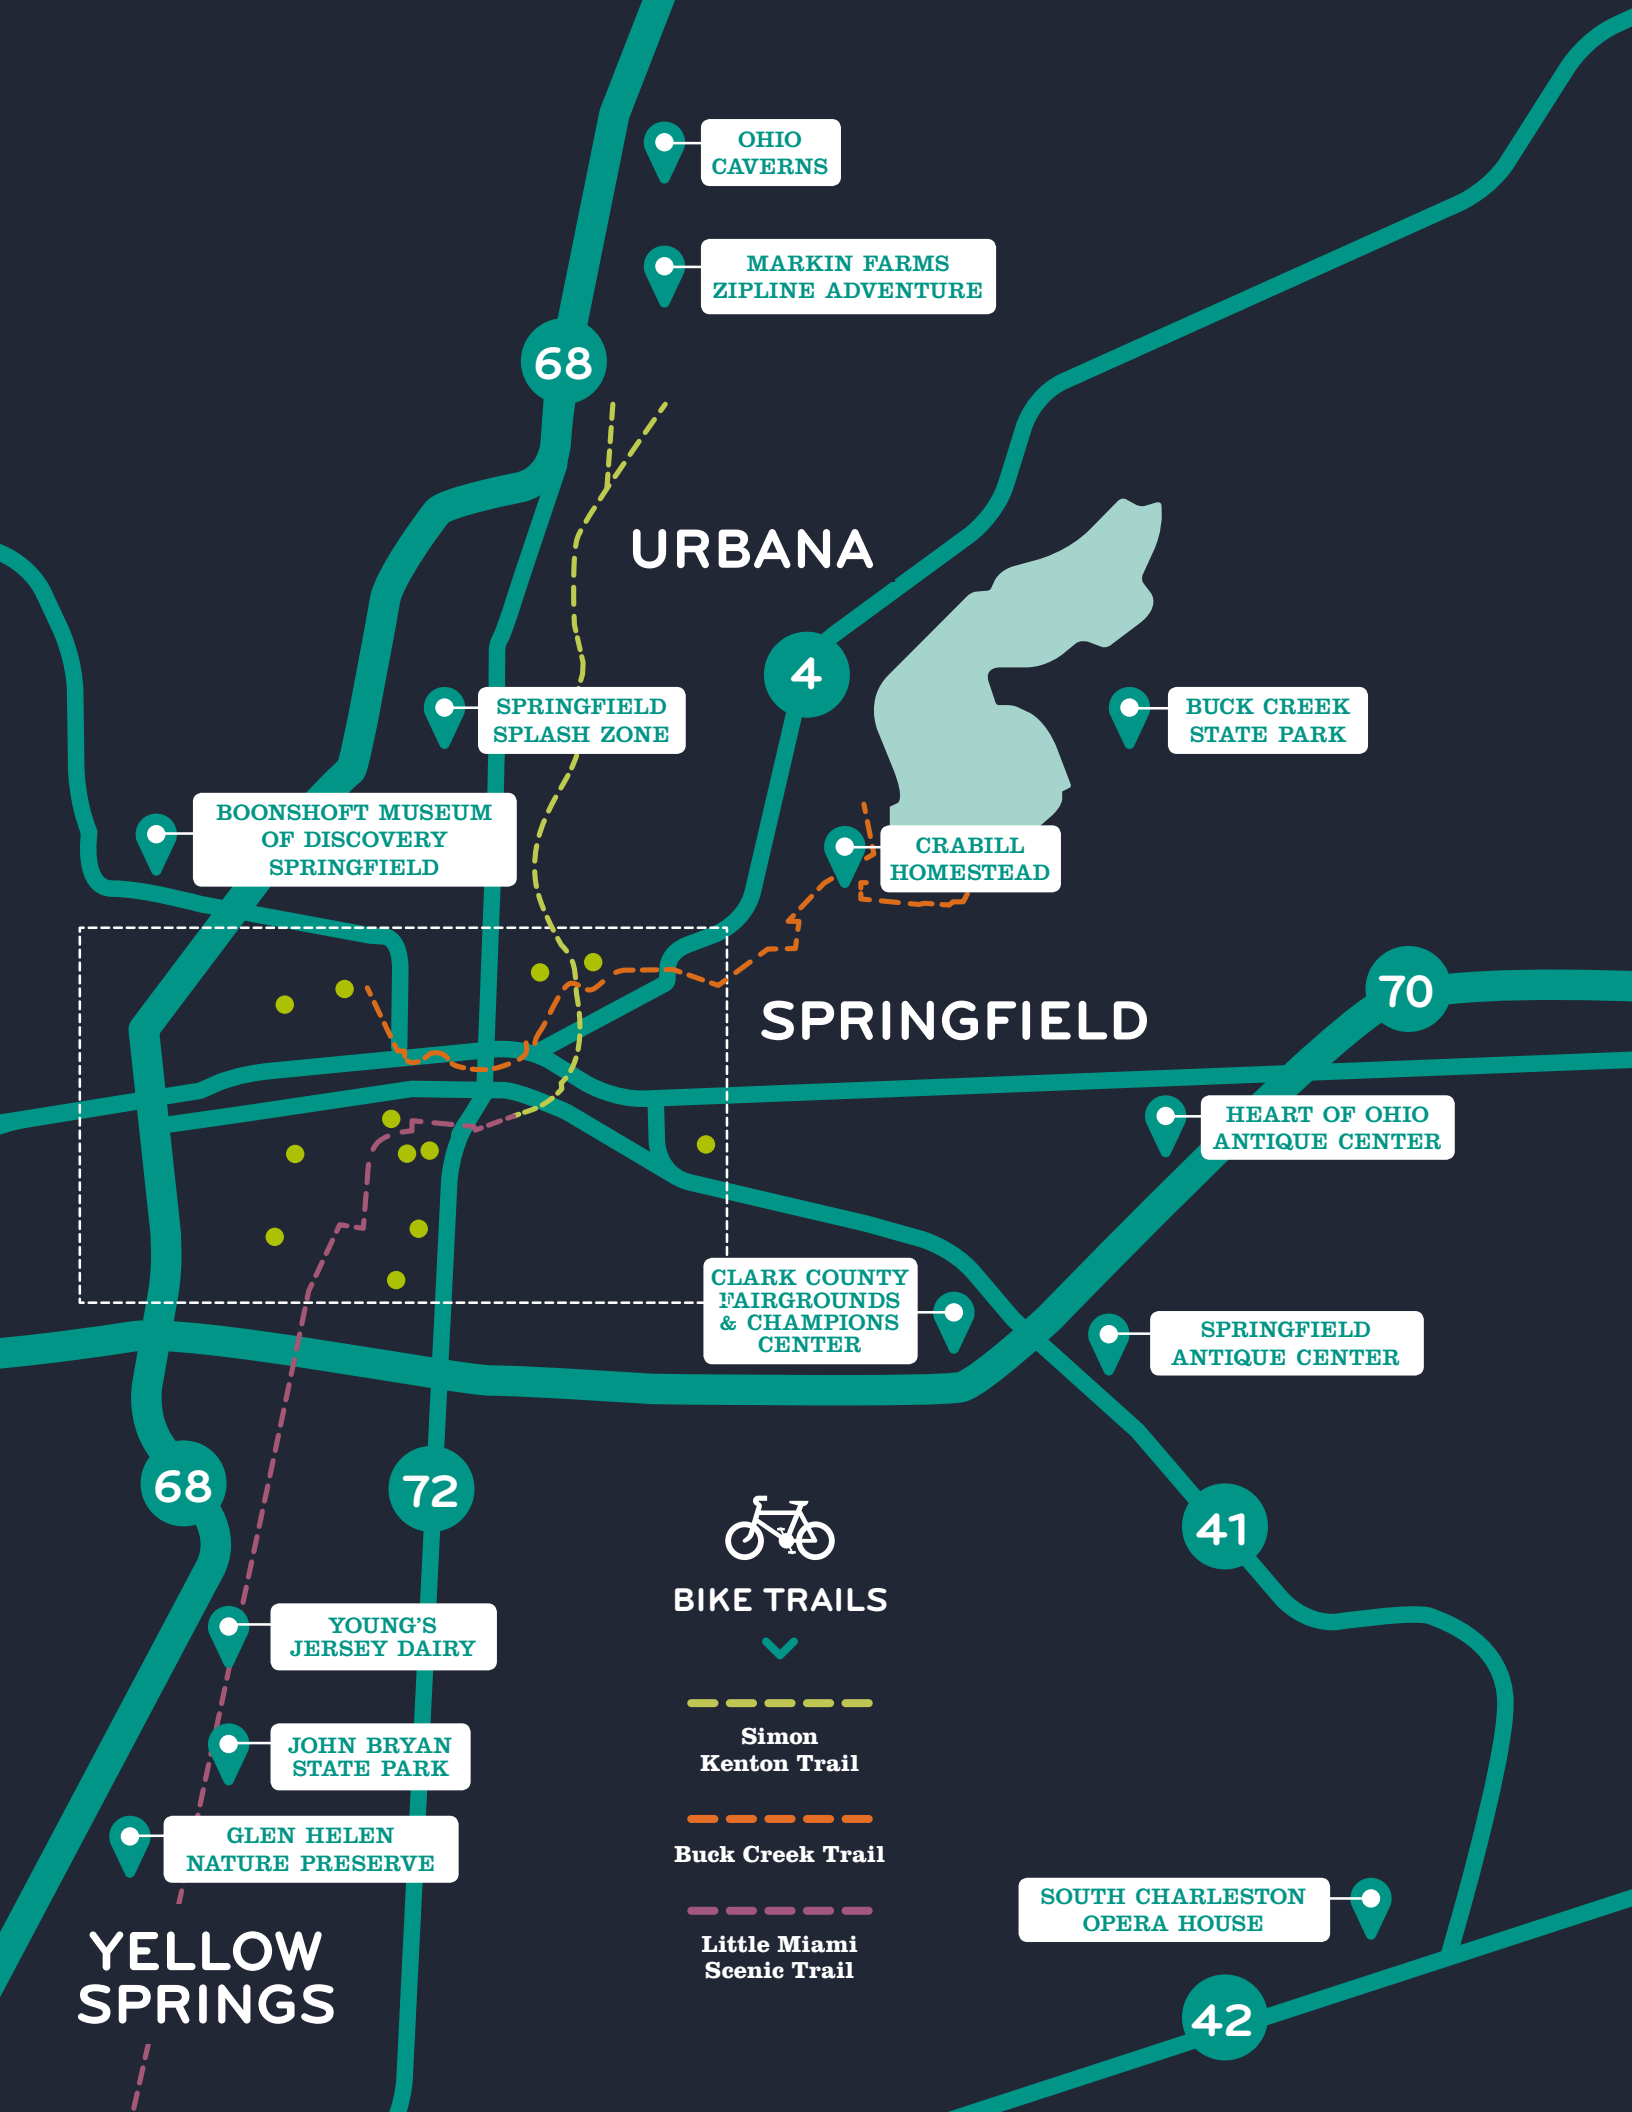 OHIO
CAVERNS
MARKIN FARMS
ZIPLINE ADVENTURE
68
URBANA
4
SPRINGFIELD
SPLASH ZONE
BUCK CREEK
STATE PARK
BOONSHOFT MUSEUM
OF DISCOVERY
SPRINGFIELD
CRABILL
HOMESTEAD
70
SPRINGFIELD
HEART OF OHIO
ANTIQUE CENTER
CLARK COUNTY
FAIRGROUNDS
& CHAMPIONS
CENTER
SPRINGFIELD
ANTIQUE CENTER
68
72
41
BIKE TRAILS
YOUNG'S
JERSEY DAIRY
Simon
Kenton Trail
JOHN BRYAN
STATE PARK
Buck Creek Trail
GLEN HELEN
NATURE PRESERVE
SOUTH CHARLESTON
OPERA HOUSE
Little Miami
Scenic Trail
YELLOW
SPRINGS
42